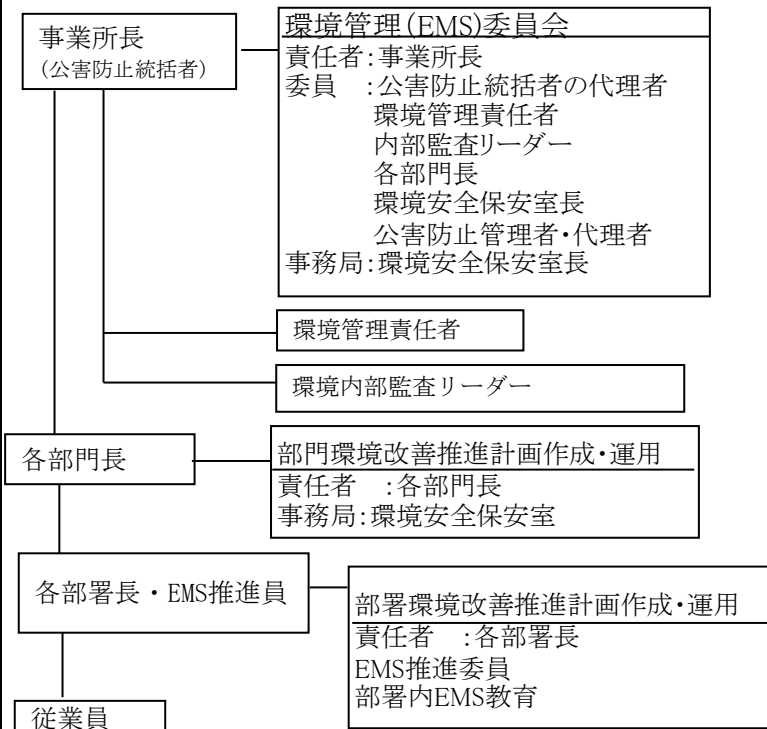 事業所長
(公害防止統括者)
環境管理(EMS)委員会
責任者:事業所長
委員 :公害防止統括者の代理者
環境管理責任者
内部監査リーダー
各部門長
環境安全保安室長
公害防止管理者・代理者
事務局:環境安全保安室長
環境管理責任者
環境内部監査リーダー
各部門長
部門環境改善推進計画作成・運用
責任者 :各部門長
事務局:環境安全保安室
各部署長・EMS推進員
部署環境改善推進計画作成・運用
責任者 :各部署長
EMS推進委員
部署内EMS教育
従業員